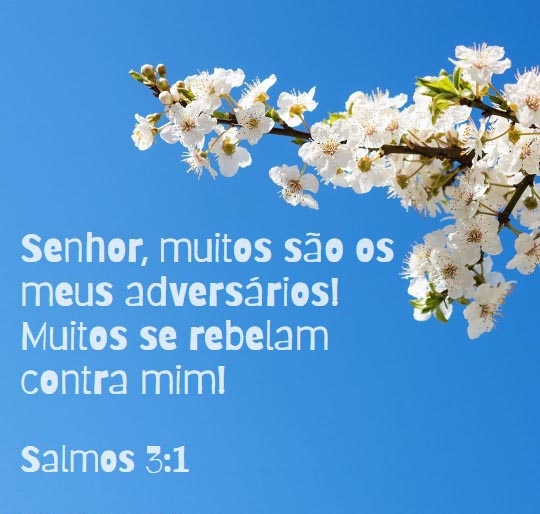 Senhor, muitos são os
meus adversários!
Muitos se rebelam
contra mim!
Salmos 3:1